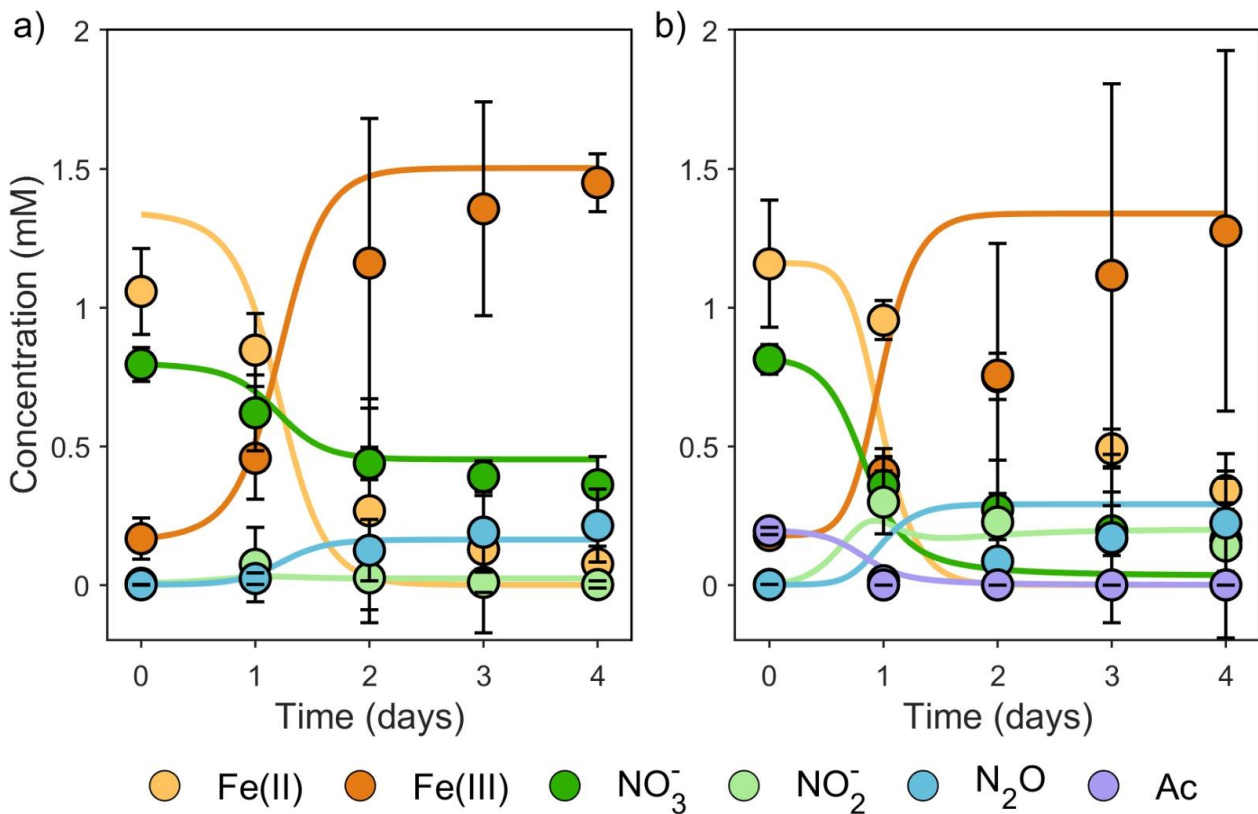 a)
b)
Concentration (mM)
2
1.5
1
0.5
0
0 1 2 3 4
Time (days)
2
1.5
1
0.5
0
0 1 2 3 4
Time (days)
Fe(II) Fe(III) NO₃⁻ NO₂⁻ N₂O Ac